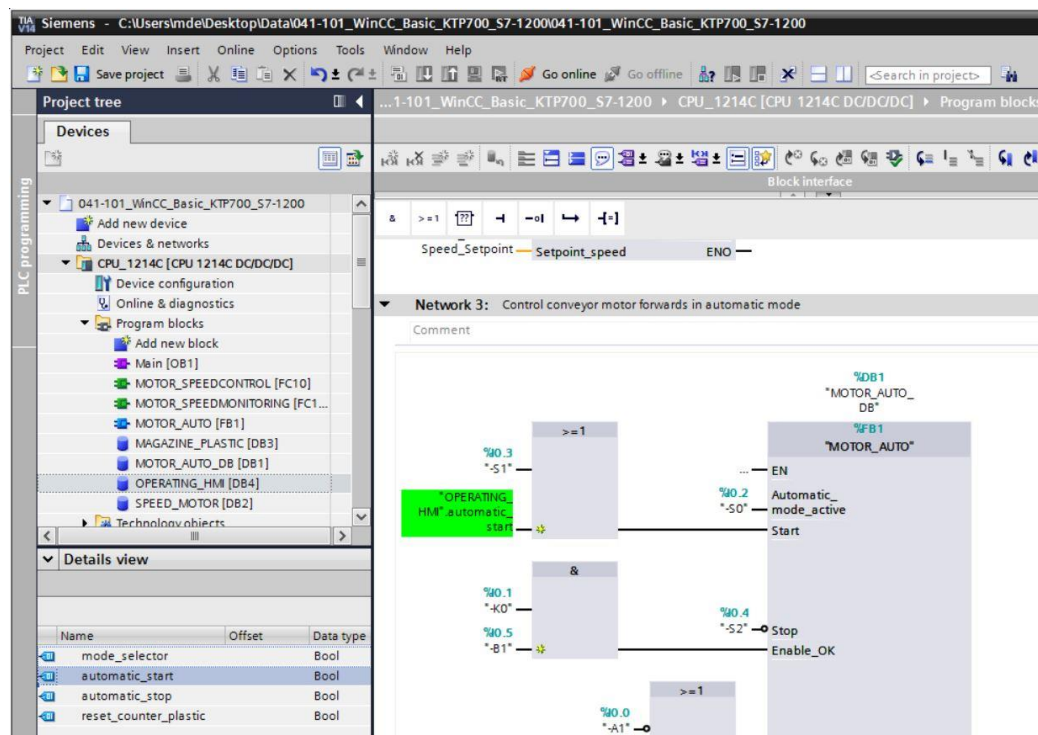 TIA V14 Siemens - C:\Users\mde\Desktop\Data\041-101_WinCC_Basic_KTP700_S7-1200\041-101_WinCC_Basic_KTP700_S7-1200
Project Edit View Insert Online Options Tools Window Help
Save project Go online Go offline <Search in project>
Project tree
...1-101_WinCC_Basic_KTP700_S7-1200 CPU_1214C [CPU 1214C DC/DC/DC] Program blocks
Devices
PLC programming
Block interface
041-101_WinCC_Basic_KTP700_S7-1200
Add new device
Devices & networks
CPU_1214C [CPU 1214C DC/DC/DC]
Device configuration
Online & diagnostics
Program blocks
Add new block
Main [OB1]
MOTOR_SPEEDCONTROL [FC10]
MOTOR_SPEEDMONITORING [FC1...
MOTOR_AUTO [FB1]
MAGAZINE_PLASTIC [DB3]
MOTOR_AUTO_DB [DB1]
OPERATING_HMI [DB4]
SPEED_MOTOR [DB2]
Technology objects
Details view
Name Offset Data type
mode_selector Bool
automatic_start Bool
automatic_stop Bool
reset_counter_plastic Bool
& >=1 ?? -| -o| -[=]
Speed_Setpoint Setpoint_speed ENO
Network 3: Control conveyor motor forwards in automatic mode
Comment
%DB1
"MOTOR_AUTO_
DB"
%FB1
"MOTOR_AUTO"
>=1
%I0.3
"-S1"
"OPERATING_
HMI".automatic_
start
... EN
%I0.2
"-S0"
Automatic_
mode_active
Start
&
%I0.1
"-K0"
%I0.5
"-B1"
%I0.4
"-S2" Stop
Enable_OK
>=1
%I0.0
"-A1"